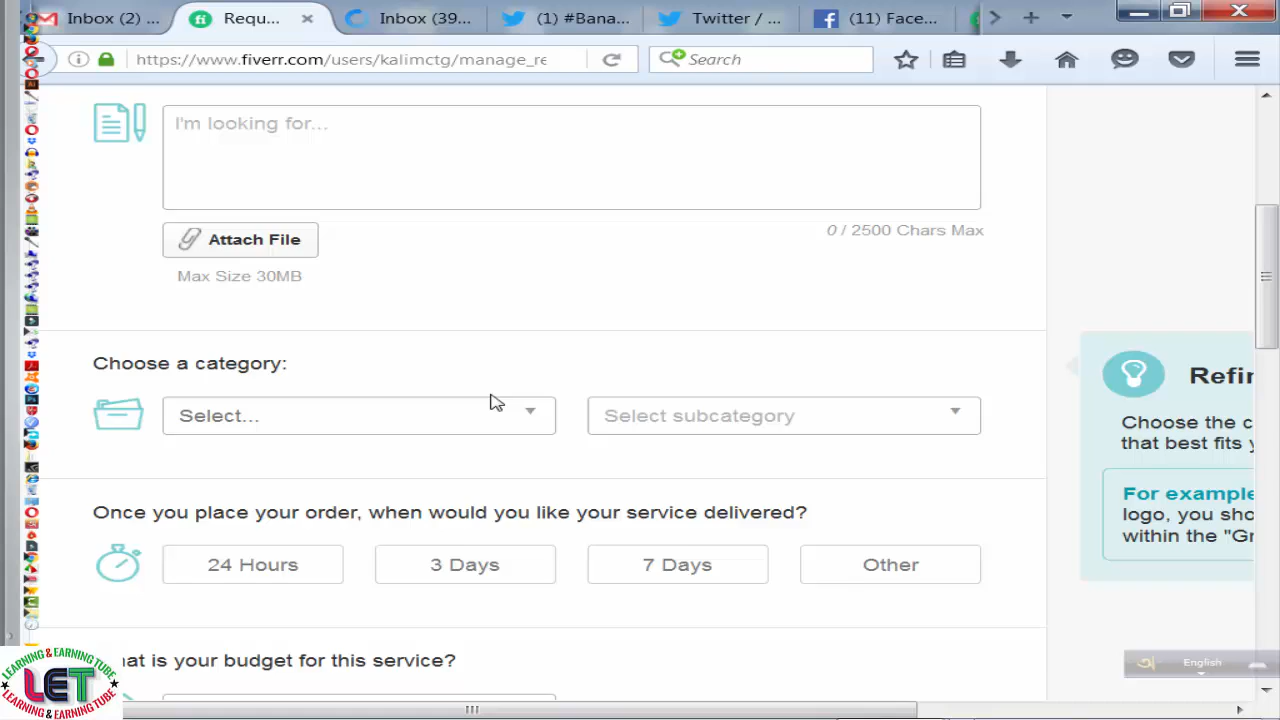 Inbox (2) ...
Requ...
Inbox (39...
(1) #Bana...
Twitter / ...
(11) Face...
https://www.fiverr.com/users/kalimctg/manage_re
Search
I'm looking for...
Attach File
0 / 2500 Chars Max
Max Size 30MB
Choose a category:
Select...
Select subcategory
Refin
Choose the c
that best fits y
For example
logo, you sho
within the "Gr
Once you place your order, when would you like your service delivered?
24 Hours
3 Days
7 Days
Other
hat is your budget for this service?
English
LEARNING & EARNING TUBE
LET
LEARNING & EARNING TUBE